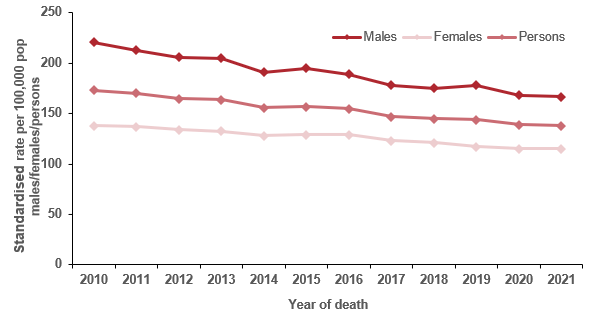 250
200
150
100
50
0
Standardised rate per 100,000 pop
males/females/persons
Males Females Persons
2010 2011 2012 2013 2014 2015 2016 2017 2018 2019 2020 2021
Year of death